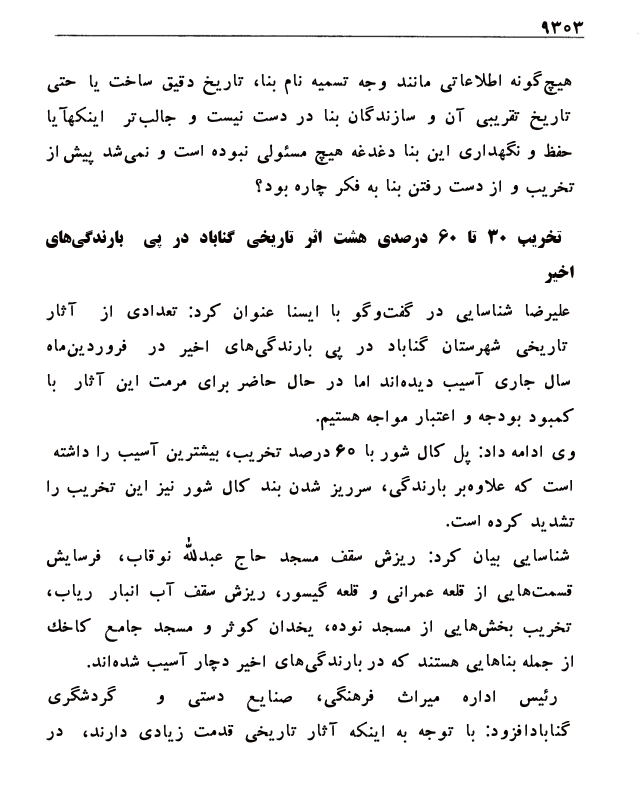 ۹۳۰۳
هیچ‌گونه اطلاعاتی مانند وجه تسمیه نام بنا، تاریخ دقیق ساخت یا حتی
تاریخ تقریبی آن و سازندگان بنا در دست نیست و جالب‌تر اینکهآیا
حفظ و نگهداری این بنا دغدغه هیچ مسئولی نبوده است و نمی‌شد پیش از
تخریب و از دست رفتن بنا به فکر چاره بود؟
تخریب ۳۰ تا ۶۰ درصدی هشت اثر تاریخی گناباد در پی بارندگی‌های
اخیر
علیرضا شناسایی در گفت‌وگو با ایسنا عنوان کرد: تعدادی از آثار
تاریخی شهرستان گناباد در پی بارندگی‌های اخیر در فروردین‌ماه
سال جاری آسیب دیده‌اند اما در حال حاضر برای مرمت این آثار با
کمبود بودجه و اعتبار مواجه هستیم.
وی ادامه داد: پل کال شور با ۶۰ درصد تخریب، بیشترین آسیب را داشته
است که علاوه‌بر بارندگی، سرریز شدن بند کال شور نیز این تخریب را
تشدید کرده است.
شناسایی بیان کرد: ریزش سقف مسجد حاج عبدالله نوقاب، فرسایش
قسمت‌هایی از قلعه عمرانی و قلعه گیسور، ریزش سقف آب انبار ریاب،
تخریب بخش‌هایی از مسجد نوده، یخدان کوثر و مسجد جامع کاخك
از جمله بناهایی هستند که در بارندگی‌های اخیر دچار آسیب شده‌اند.
رئیس اداره میراث فرهنگی، صنایع دستی و گردشگری
گنابادافزود: با توجه به اینکه آثار تاریخی قدمت زیادی دارند، در